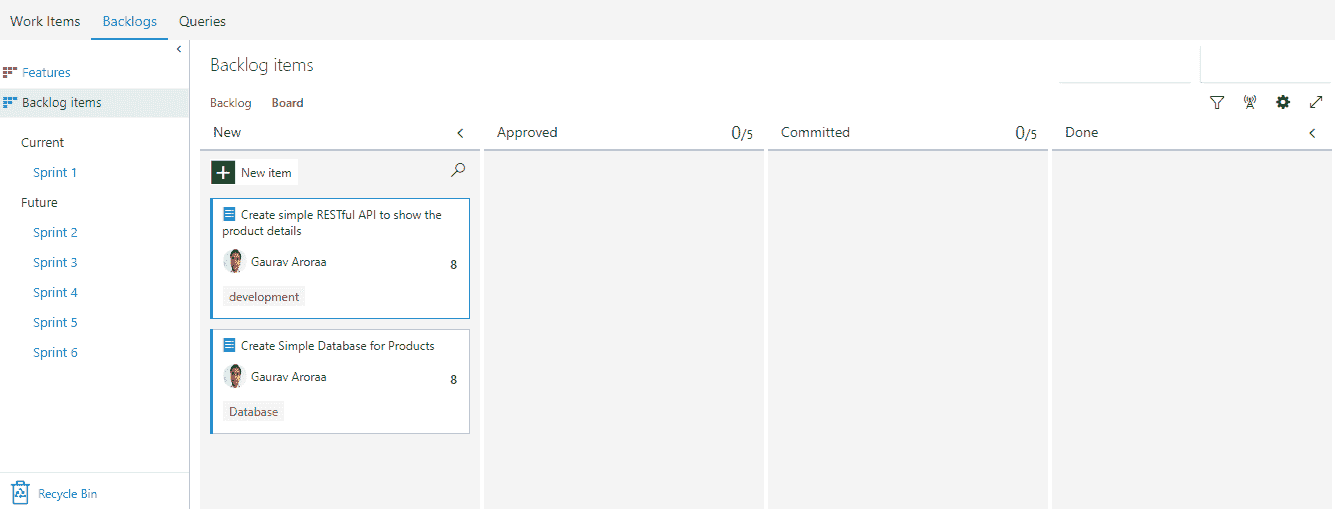 Work Items Backlogs Queries
Features
Backlog items
Current
Sprint 1
Future
Sprint 2
Sprint 3
Sprint 4
Sprint 5
Sprint 6
Recycle Bin
Backlog items
Backlog Board
New
New item
Create simple RESTful API to show the
product details
Gaurav Aroraa 8
development
Create Simple Database for Products
Gaurav Aroraa 8
Database
Approved 0/5
Committed 0/5
Done